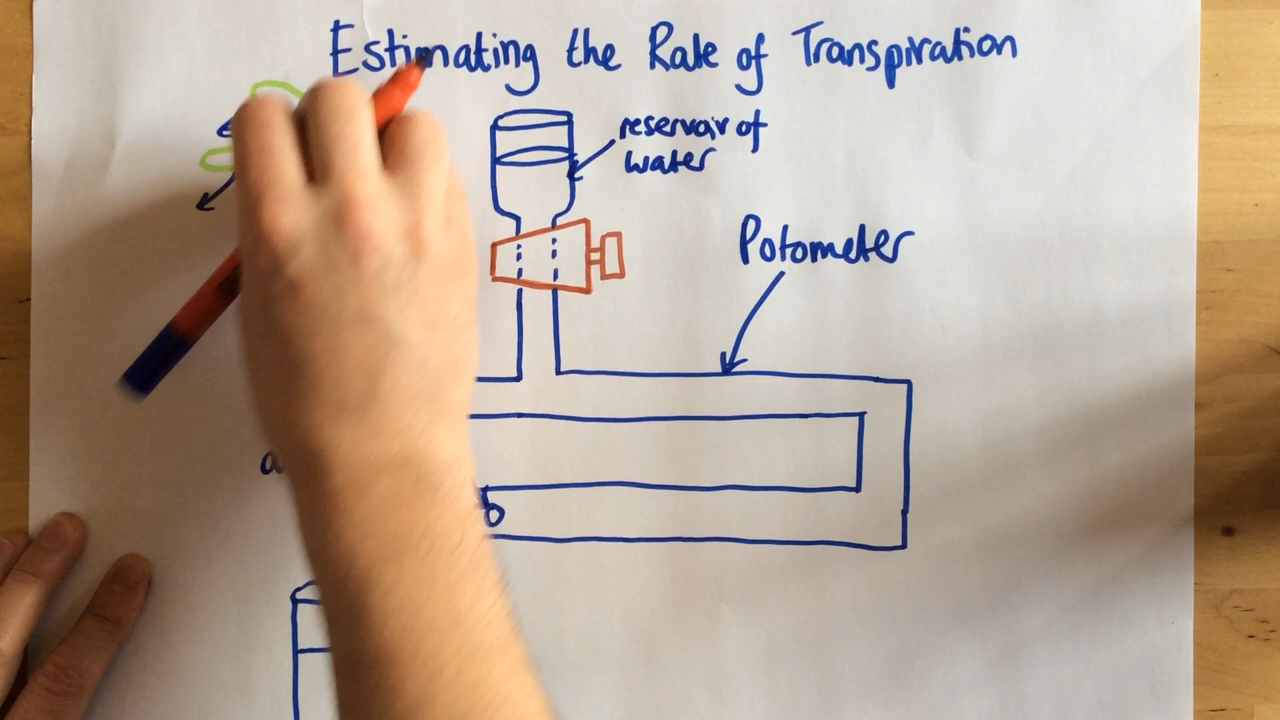 Estimating the Rate of Transpiration
reservoir of
water
Potometer